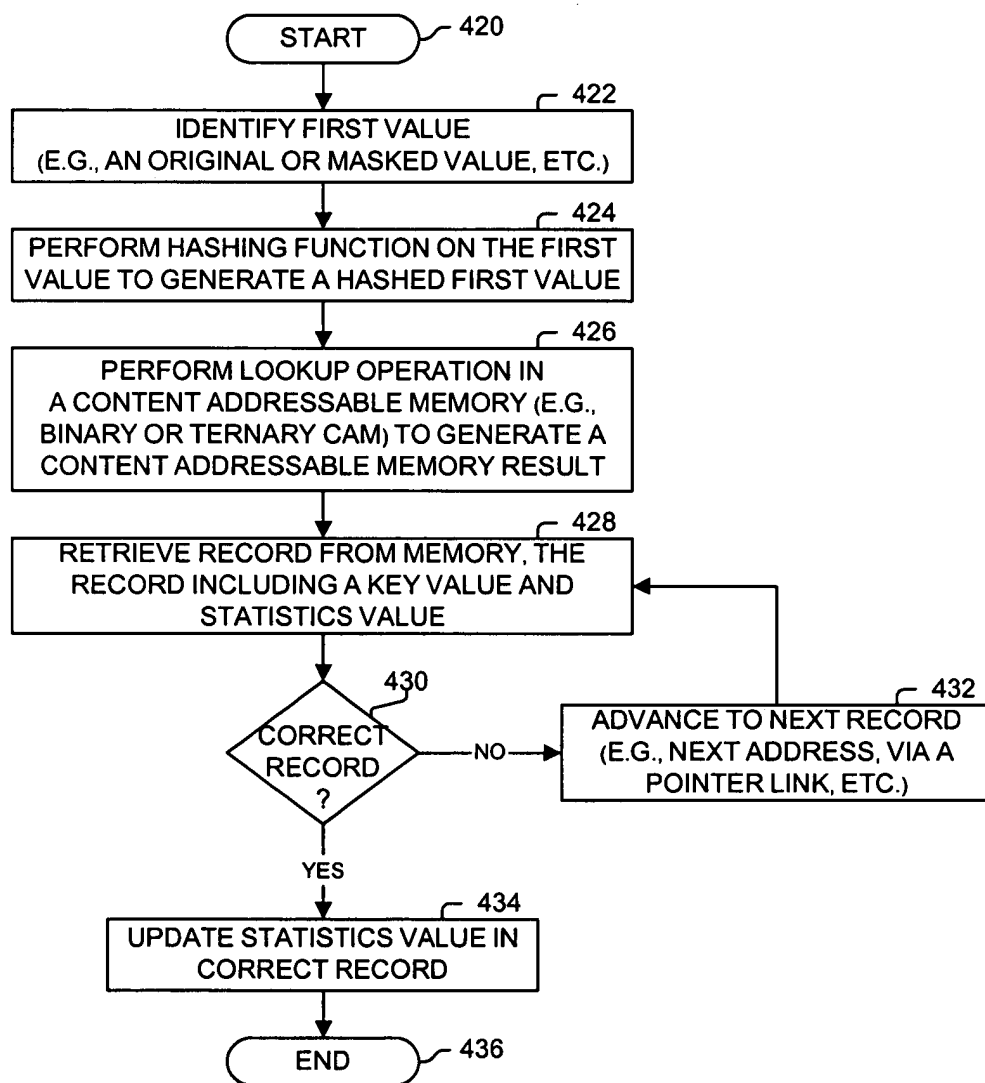 START
420
422
IDENTIFY FIRST VALUE
(E.G., AN ORIGINAL OR MASKED VALUE, ETC.)
424
PERFORM HASHING FUNCTION ON THE FIRST
VALUE TO GENERATE A HASHED FIRST VALUE
426
PERFORM LOOKUP OPERATION IN
A CONTENT ADDRESSABLE MEMORY (E.G.,
BINARY OR TERNARY CAM) TO GENERATE A
CONTENT ADDRESSABLE MEMORY RESULT
428
RETRIEVE RECORD FROM MEMORY, THE
RECORD INCLUDING A KEY VALUE AND
STATISTICS VALUE
430
CORRECT
RECORD
?
NO
432
ADVANCE TO NEXT RECORD
(E.G., NEXT ADDRESS, VIA A
POINTER LINK, ETC.)
YES
434
UPDATE STATISTICS VALUE IN
CORRECT RECORD
END
436